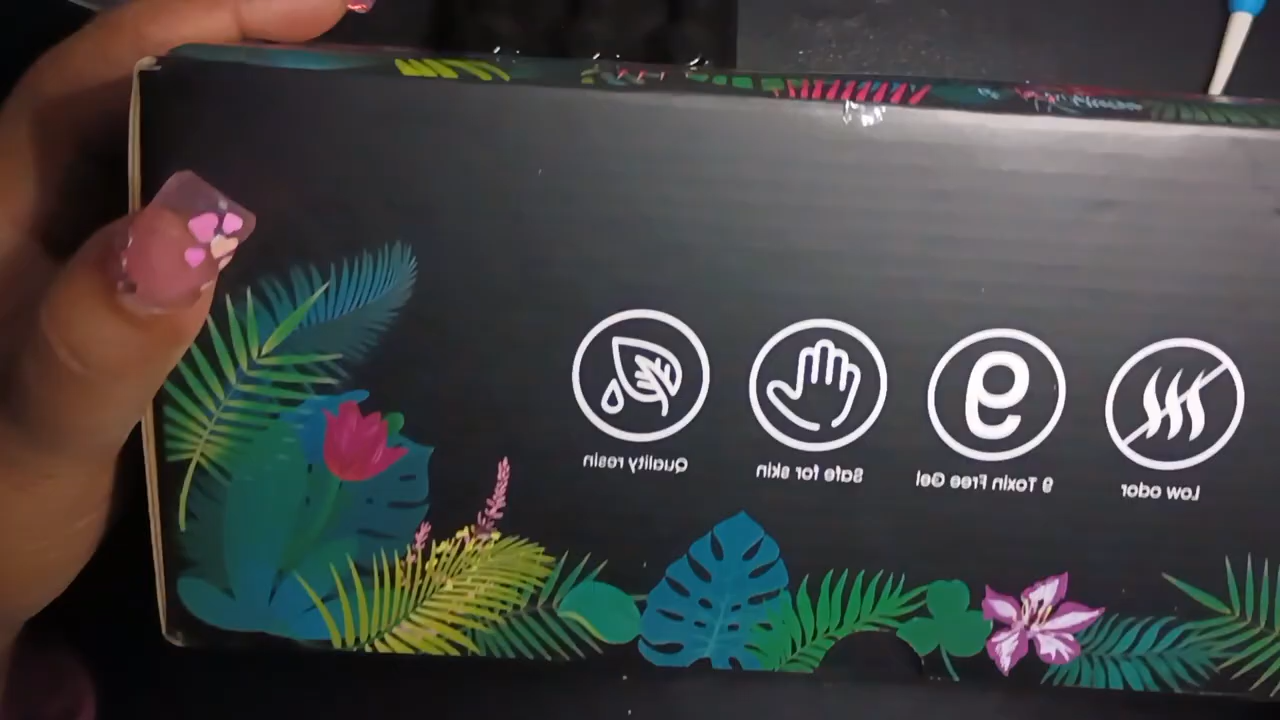 Low odor
9
9 Toxin Free Gel
Safe for skin
Quality resin